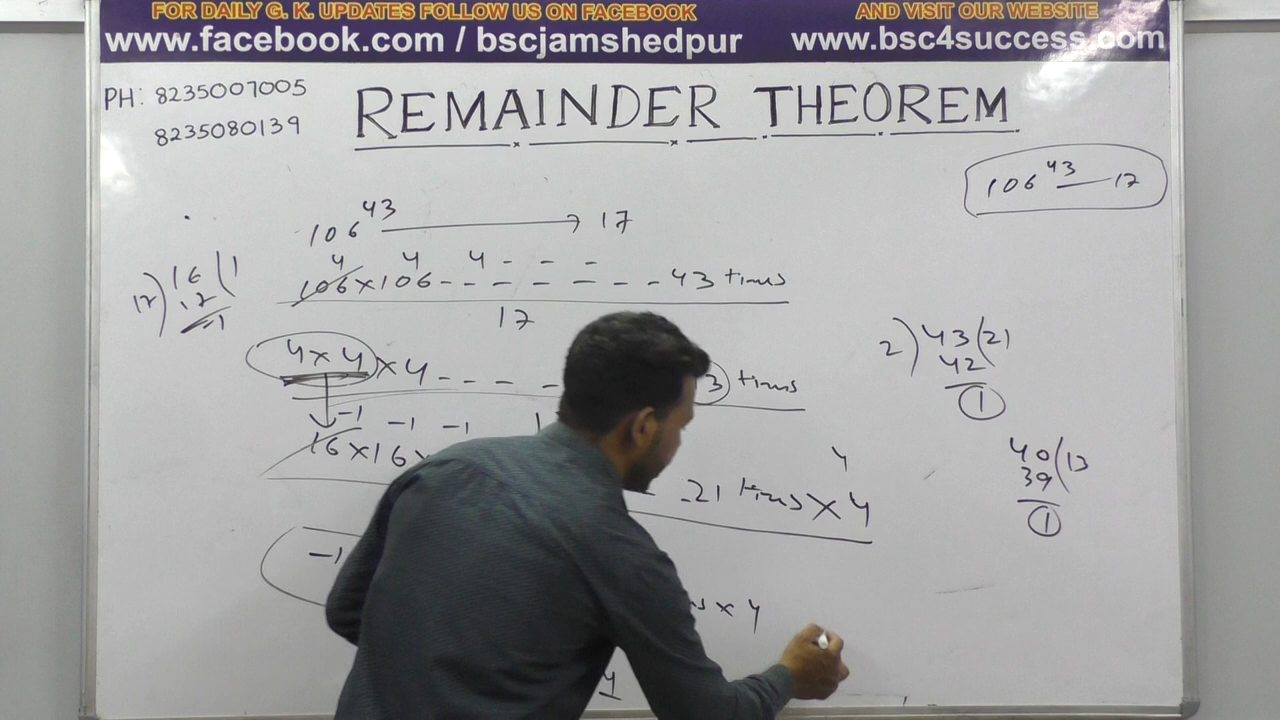 FOR DAILY G. K. UPDATES FOLLOW US ON FACEBOOK AND VISIT OUR WEBSITE
www.facebook.com / bscjamshedpur www.bsc4success.com
PH: 8235007005
8235080139
REMAINDER THEOREM
106^43 — 17
106^43 → 17
4 4 4 - - -
106×106 - - - - - - - 43 times
17
17)16(1
17
-1
4×4×4 - - - - 3 times
2)43(21
42
1
-1 -1 -1
16×16× 21 times × 4
4
40(13
39
1
-1
× 4
4